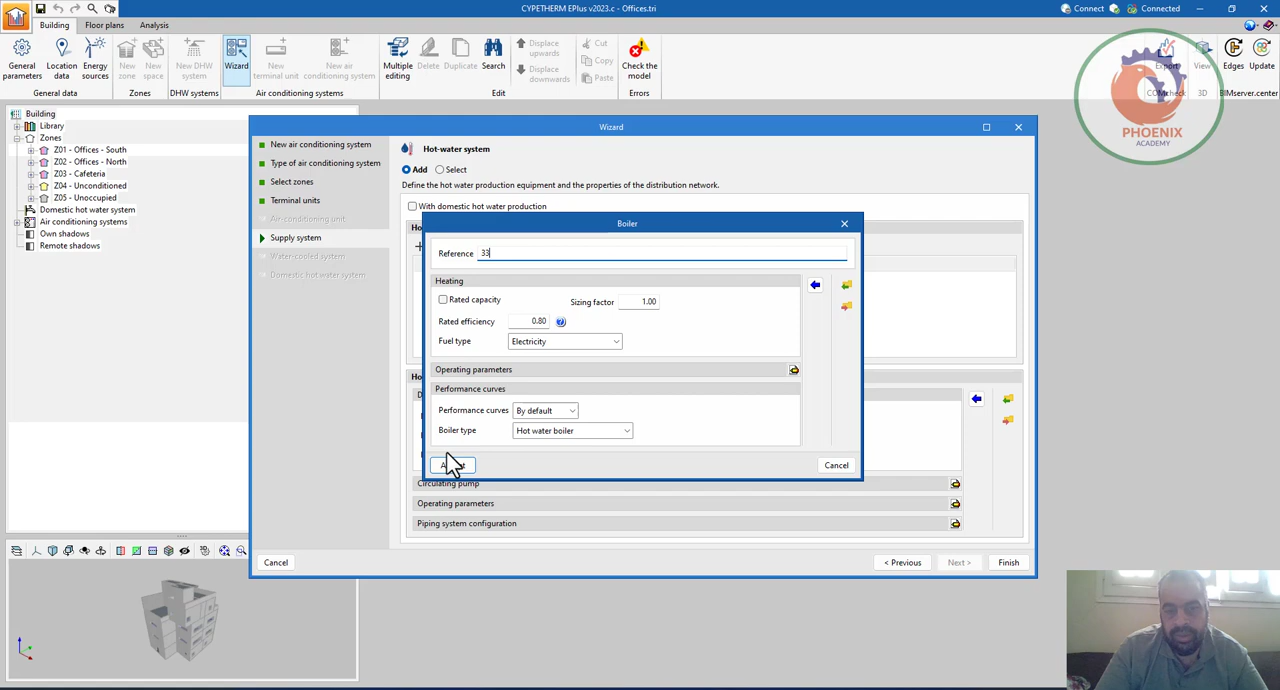 CYPETHERM EPlus v2023.c - Offices.tri
Connect
Connected
Building
Floor plans
Analysis
General parameters
Location data
Energy sources
New zone
New space
New DHW system
Wizard
New terminal unit
New air conditioning system
Multiple editing
Delete
Duplicate
Search
Displace upwards
Displace downwards
Cut
Copy
Paste
Check the model
Export
View
Edges
Update
General data
Zones
DHW systems
Air conditioning systems
Edit
Errors
3D
BIMserver.center
PHOENIX
ACADEMY
Building
Library
Zones
Z01 - Offices - South
Z02 - Offices - North
Z03 - Cafeteria
Z04 - Unconditioned
Z05 - Unoccupied
Domestic hot water system
Air conditioning systems
Own shadows
Remote shadows
Wizard
New air conditioning system
Type of air conditioning system
Select zones
Terminal units
Air-conditioning unit
Supply system
Water-cooled system
Domestic hot water system
Hot-water system
Add
Select
Define the hot water production equipment and the properties of the distribution network.
With domestic hot water production
Boiler
Reference 33
Heating
Rated capacity
Sizing factor 1.00
Rated efficiency 0.80
Fuel type Electricity
Operating parameters
Performance curves
Performance curves By default
Boiler type Hot water boiler
Cancel
Circulating pump
Operating parameters
Piping system configuration
Cancel
< Previous
Next >
Finish